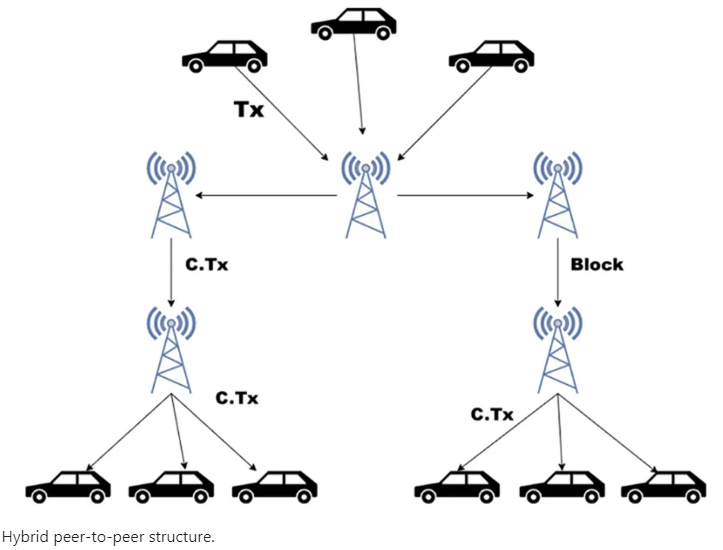 Tx
C.Tx
Block
C.Tx
C.Tx
Hybrid peer-to-peer structure.